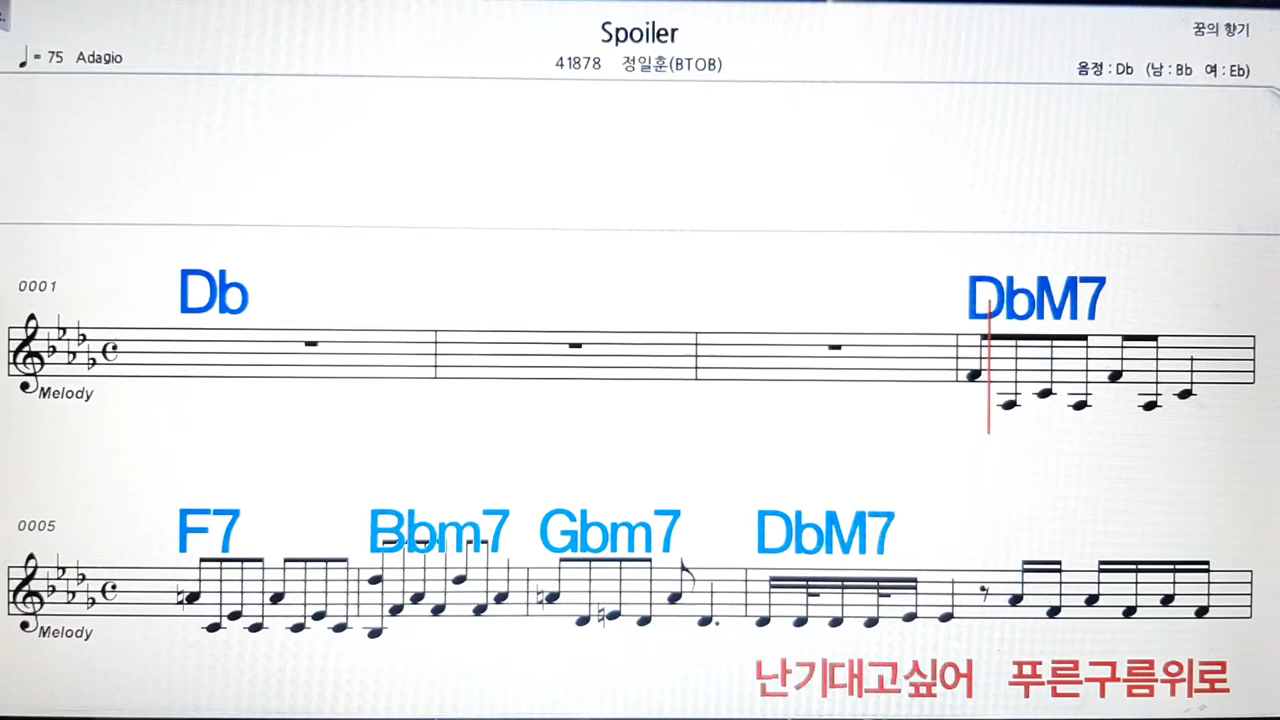 Spoiler
꿈의 향기
♩ = 75 Adagio
41878 정일훈(BTOB)
음정 : Db (남 : Bb 여 : Eb)
0001
Db DbM7
Melody
0005
F7 Bbm7 Gbm7 DbM7
Melody
난기대고싶어 푸른구름위로